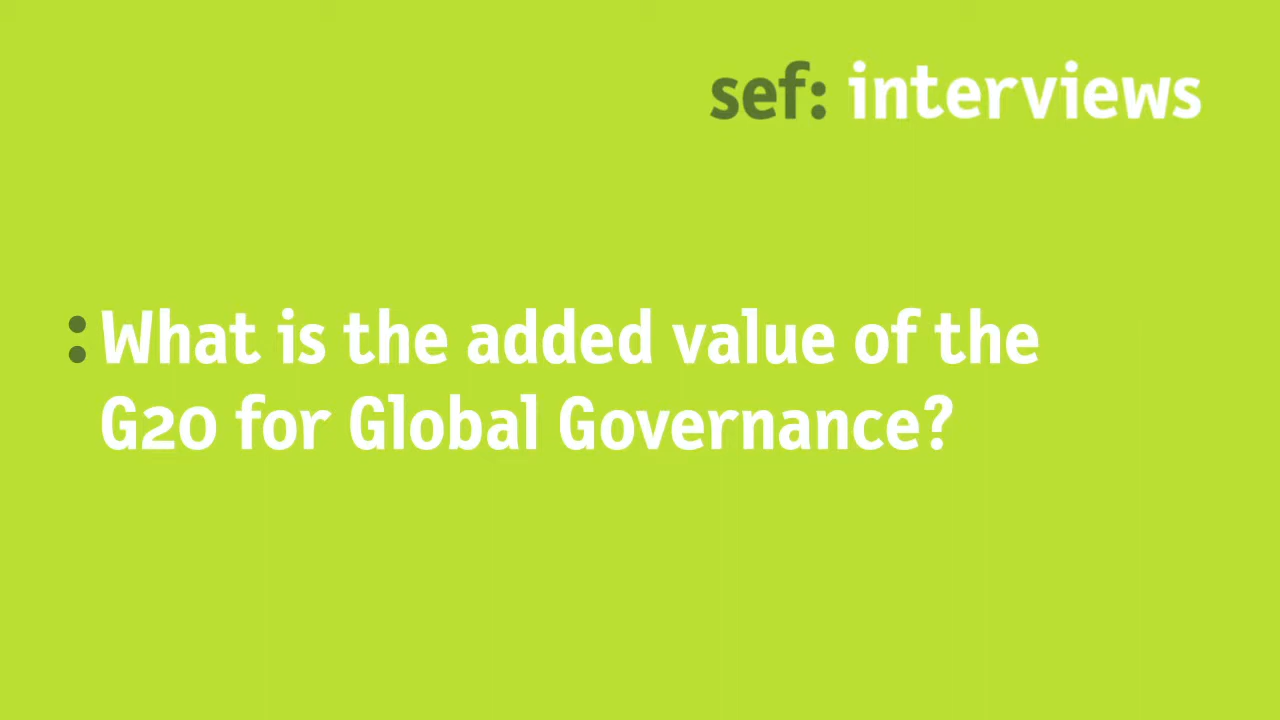 sef: interviews
:What is the added value of the
G20 for Global Governance?